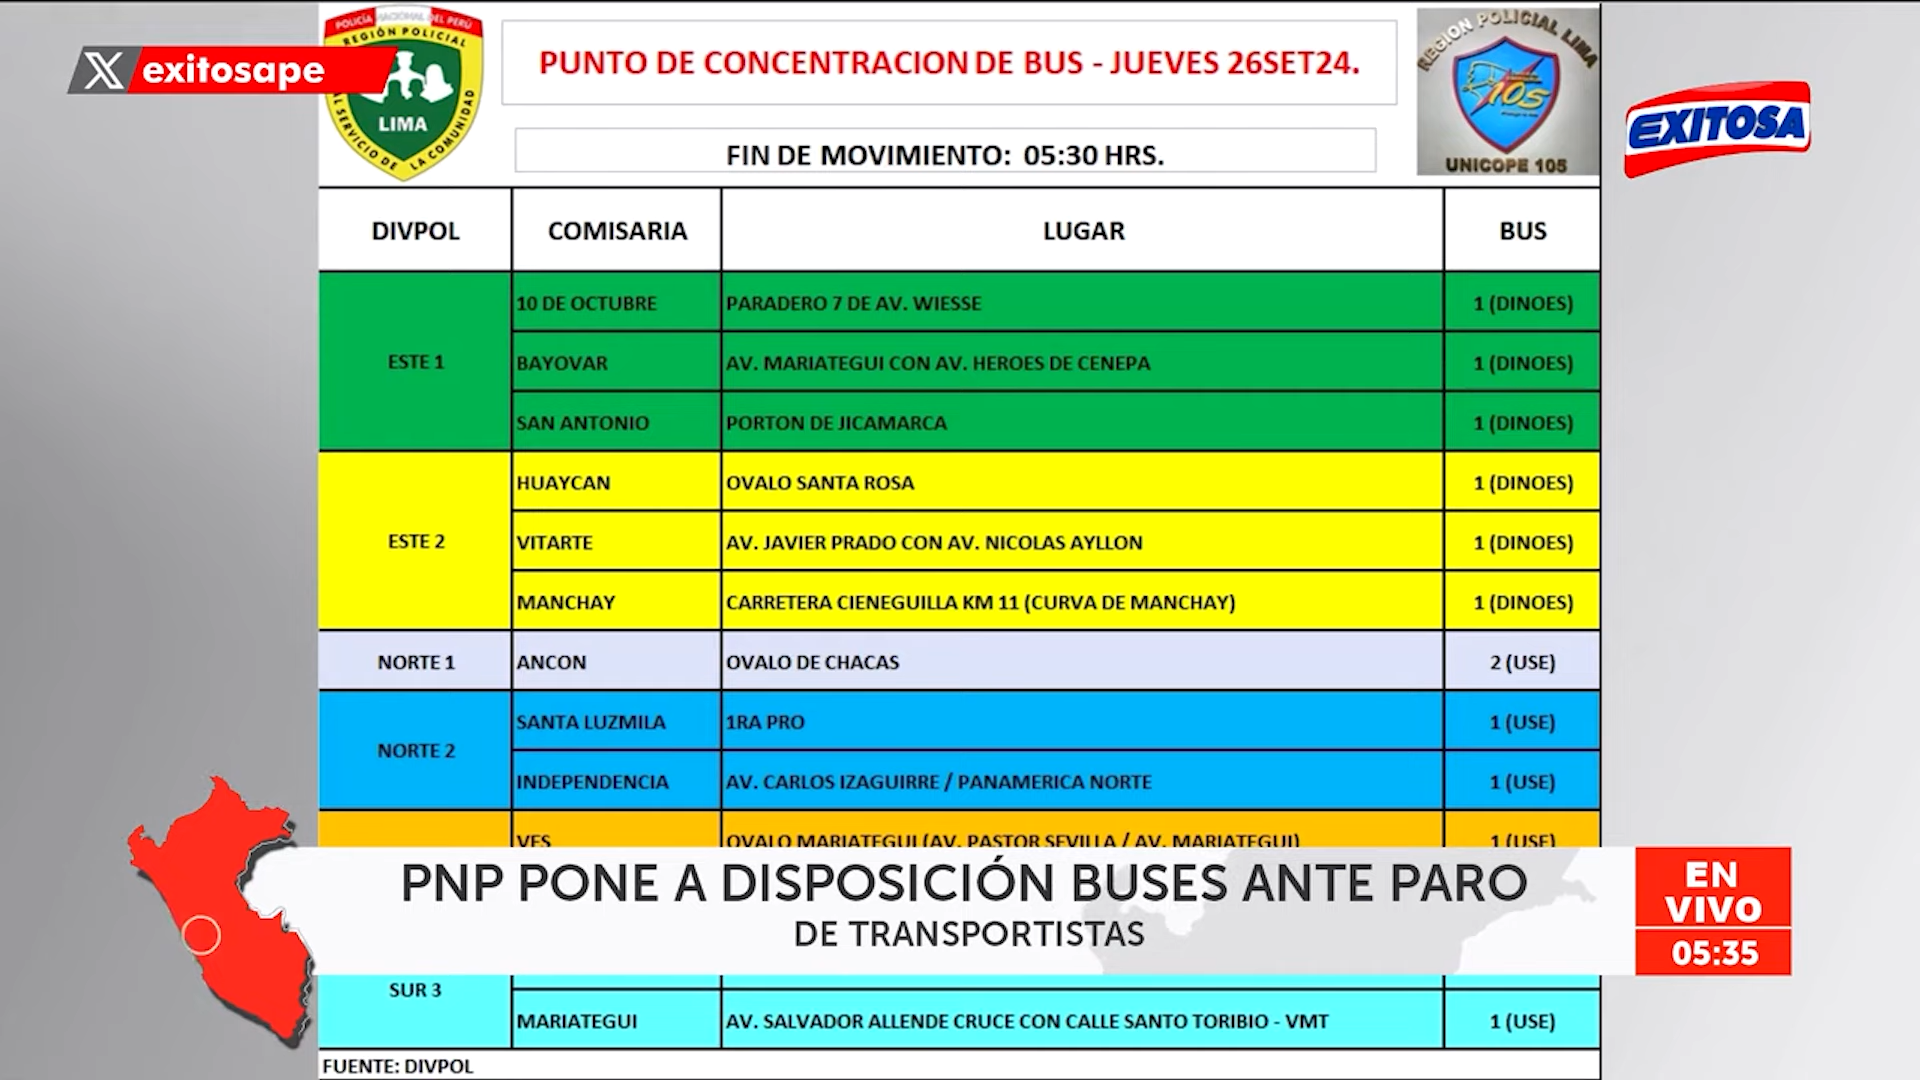 POLICÍA NACIONAL DEL PERÚ
REGIÓN POLICIAL
LIMA
AL SERVICIO DE LA COMUNIDAD
X exitosape
PUNTO DE CONCENTRACION DE BUS - JUEVES 26SET24.
FIN DE MOVIMIENTO: 05:30 HRS.
REGION POLICIAL LIMA
105
UNICOPE 105
EXITOSA
DIVPOL COMISARIA LUGAR BUS
ESTE 1
10 DE OCTUBRE PARADERO 7 DE AV. WIESSE 1 (DINOES)
BAYOVAR AV. MARIATEGUI CON AV. HEROES DE CENEPA 1 (DINOES)
SAN ANTONIO PORTON DE JICAMARCA 1 (DINOES)
ESTE 2
HUAYCAN OVALO SANTA ROSA 1 (DINOES)
VITARTE AV. JAVIER PRADO CON AV. NICOLAS AYLLON 1 (DINOES)
MANCHAY CARRETERA CIENEGUILLA KM 11 (CURVA DE MANCHAY) 1 (DINOES)
NORTE 1 ANCON OVALO DE CHACAS 2 (USE)
NORTE 2
SANTA LUZMILA 1RA PRO 1 (USE)
INDEPENDENCIA AV. CARLOS IZAGUIRRE / PANAMERICA NORTE 1 (USE)
VES OVALO MARIATEGUI (AV. PASTOR SEVILLA / AV. MARIATEGUI) 1 (USE)
PNP PONE A DISPOSICIÓN BUSES ANTE PARO
DE TRANSPORTISTAS
EN
VIVO
05:35
SUR 3
MARIATEGUI AV. SALVADOR ALLENDE CRUCE CON CALLE SANTO TORIBIO - VMT 1 (USE)
FUENTE: DIVPOL